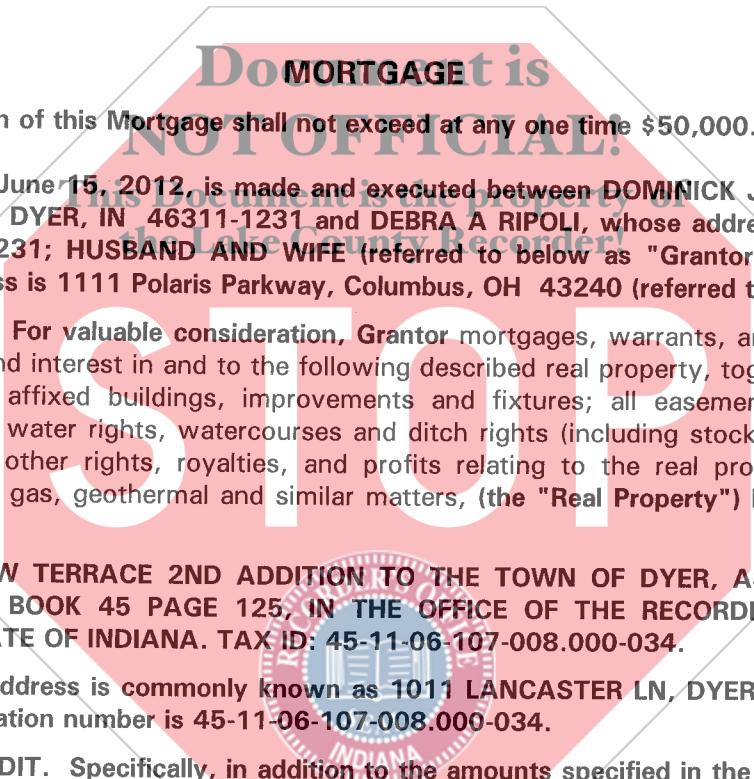 Document is
MORTGAGE
n of this Mortgage shall not exceed at any one time $50,000.
NOT OFFICIAL!
June 15, 2012, is made and executed between DOMINICK J
This Document is the property of
DYER, IN 46311-1231 and DEBRA A RIPOLI, whose addre
the Lake County Recorder!
231; HUSBAND AND WIFE (referred to below as "Grantor
ss is 1111 Polaris Parkway, Columbus, OH 43240 (referred t
For valuable consideration, Grantor mortgages, warrants, a
nd interest in and to the following described real property, tog
affixed buildings, improvements and fixtures; all easemen
water rights, watercourses and ditch rights (including stock
other rights, royalties, and profits relating to the real pro
gas, geothermal and similar matters, (the "Real Property") l
STOP
W TERRACE 2ND ADDITION TO THE TOWN OF DYER, A
BOOK 45 PAGE 125, IN THE OFFICE OF THE RECORDE
ATE OF INDIANA. TAX ID: 45-11-06-107-008.000-034.
RECORDER'S OFFICE
ddress is commonly known as 1011 LANCASTER LN, DYER
ation number is 45-11-06-107-008.000-034.
INDIANA
DIT. Specifically, in addition to the amounts specified in the